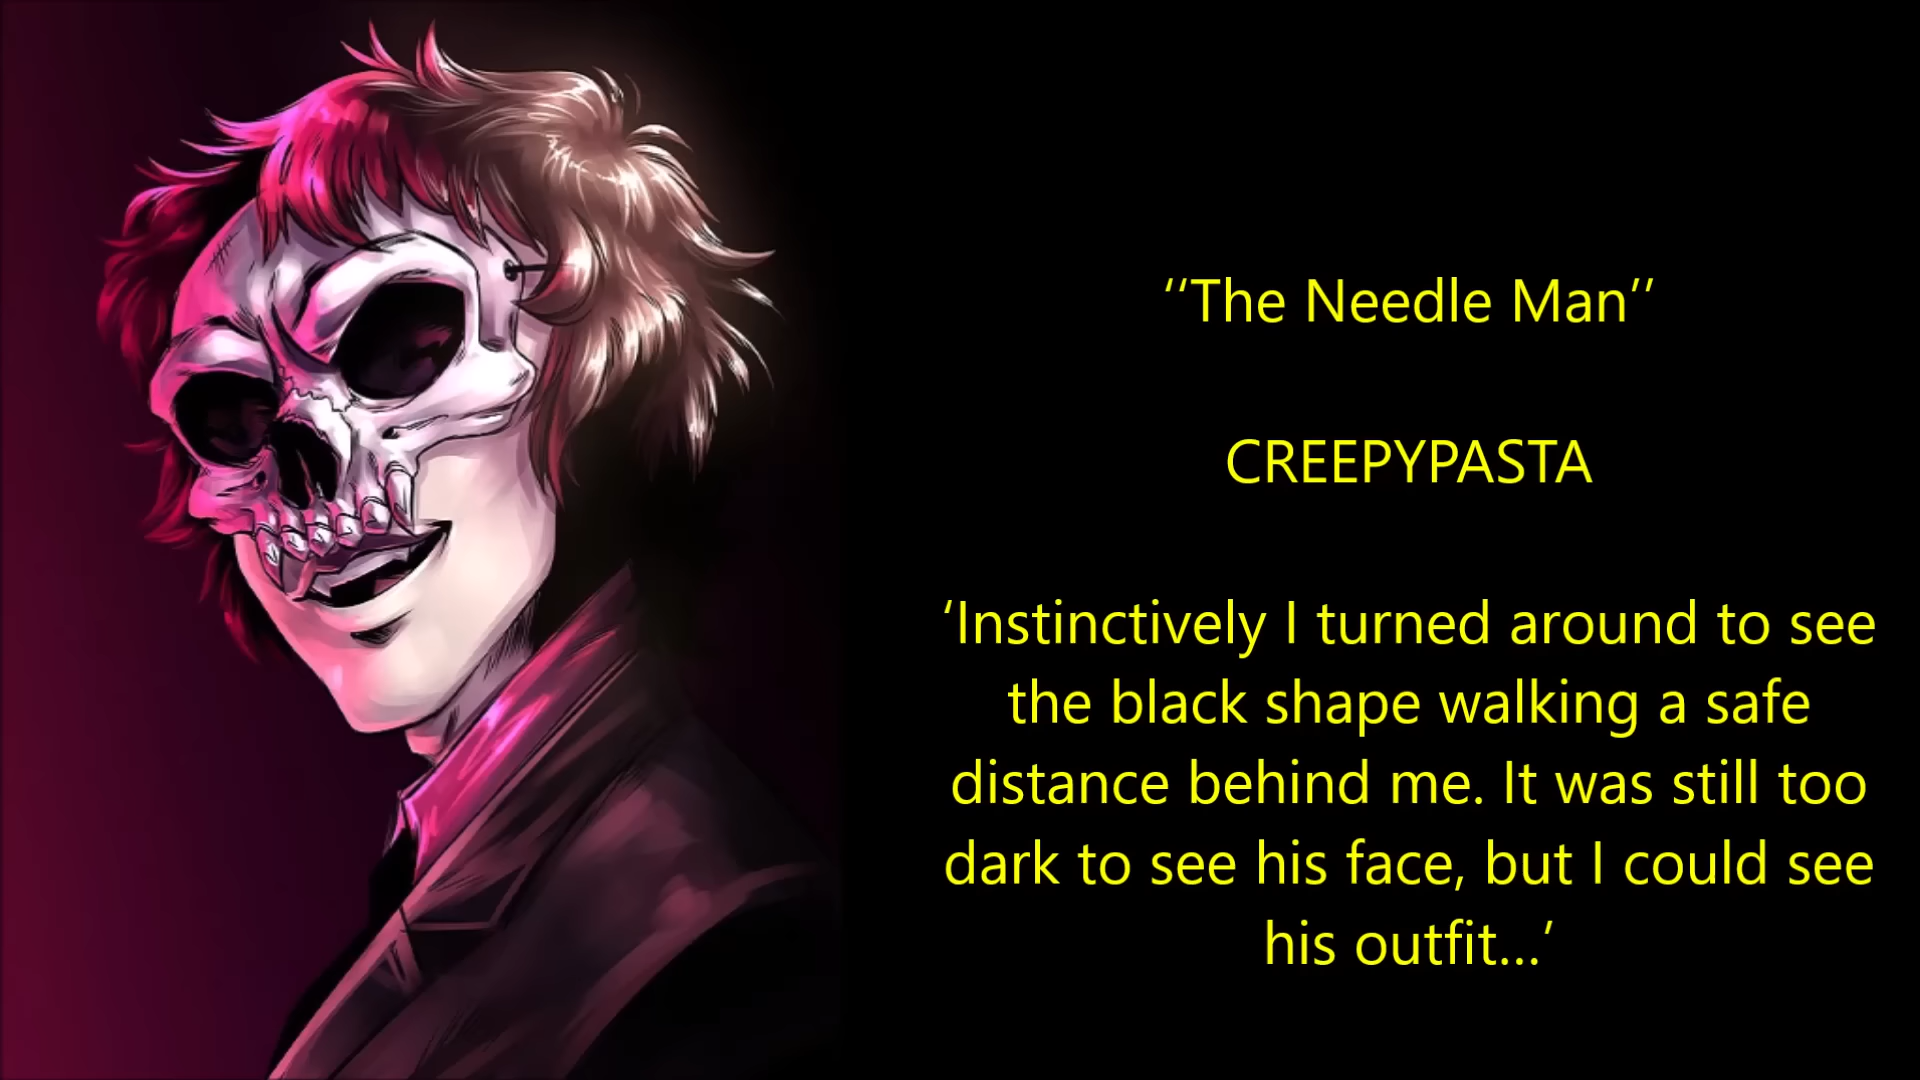 ‘‘The Needle Man’’
CREEPYPASTA
‘Instinctively I turned around to see
the black shape walking a safe
distance behind me. It was still too
dark to see his face, but I could see
his outfit…’